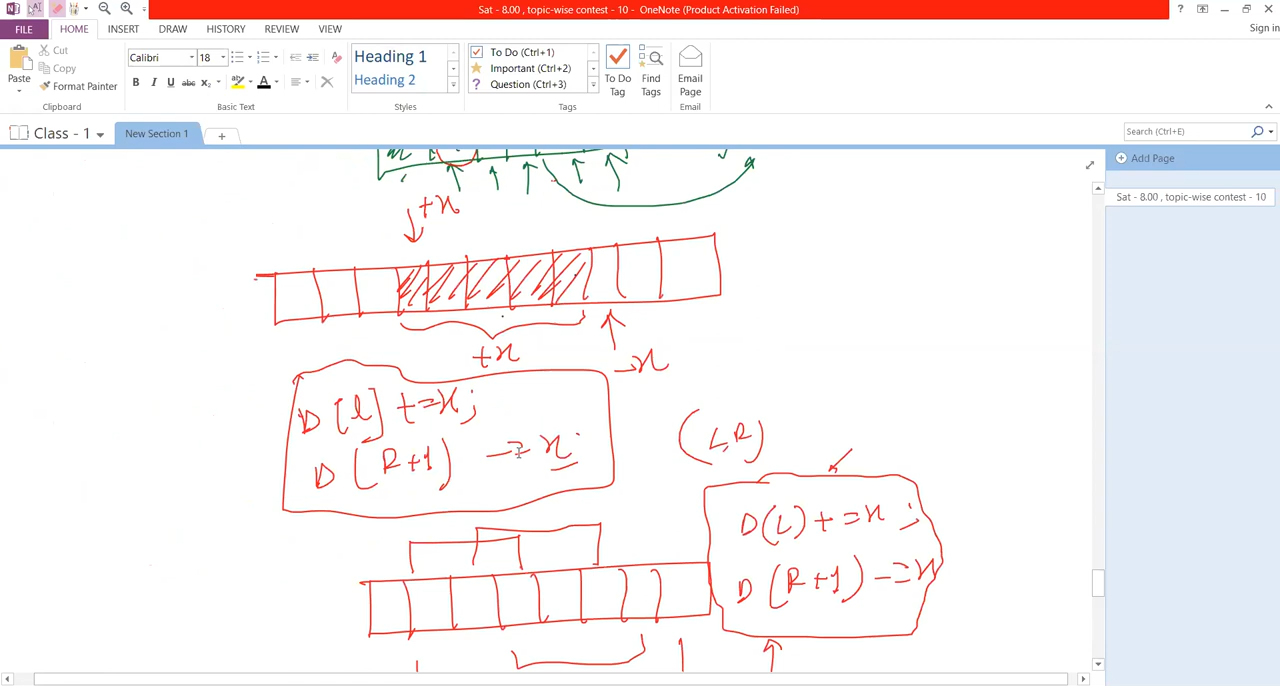 Sat - 8.00 , topic-wise contest - 10 - OneNote (Product Activation Failed)
FILE HOME INSERT DRAW HISTORY REVIEW VIEW Sign in
Paste Cut Copy Format Painter
Clipboard
Calibri 18
B I U abc X₂ A
Basic Text
Heading 1
Heading 2
Styles
To Do (Ctrl+1)
Important (Ctrl+2)
Question (Ctrl+3)
Tags
To Do Tag
Find Tags
Email Page
Email
Class - 1 New Section 1 Search (Ctrl+E)
Add Page
Sat - 8.00 , topic-wise contest - 10
+x
+x
-x
D[l] +=x;
D(R+1) -=x;
(L,R)
D(L) +=x;
D(R+1) -=x